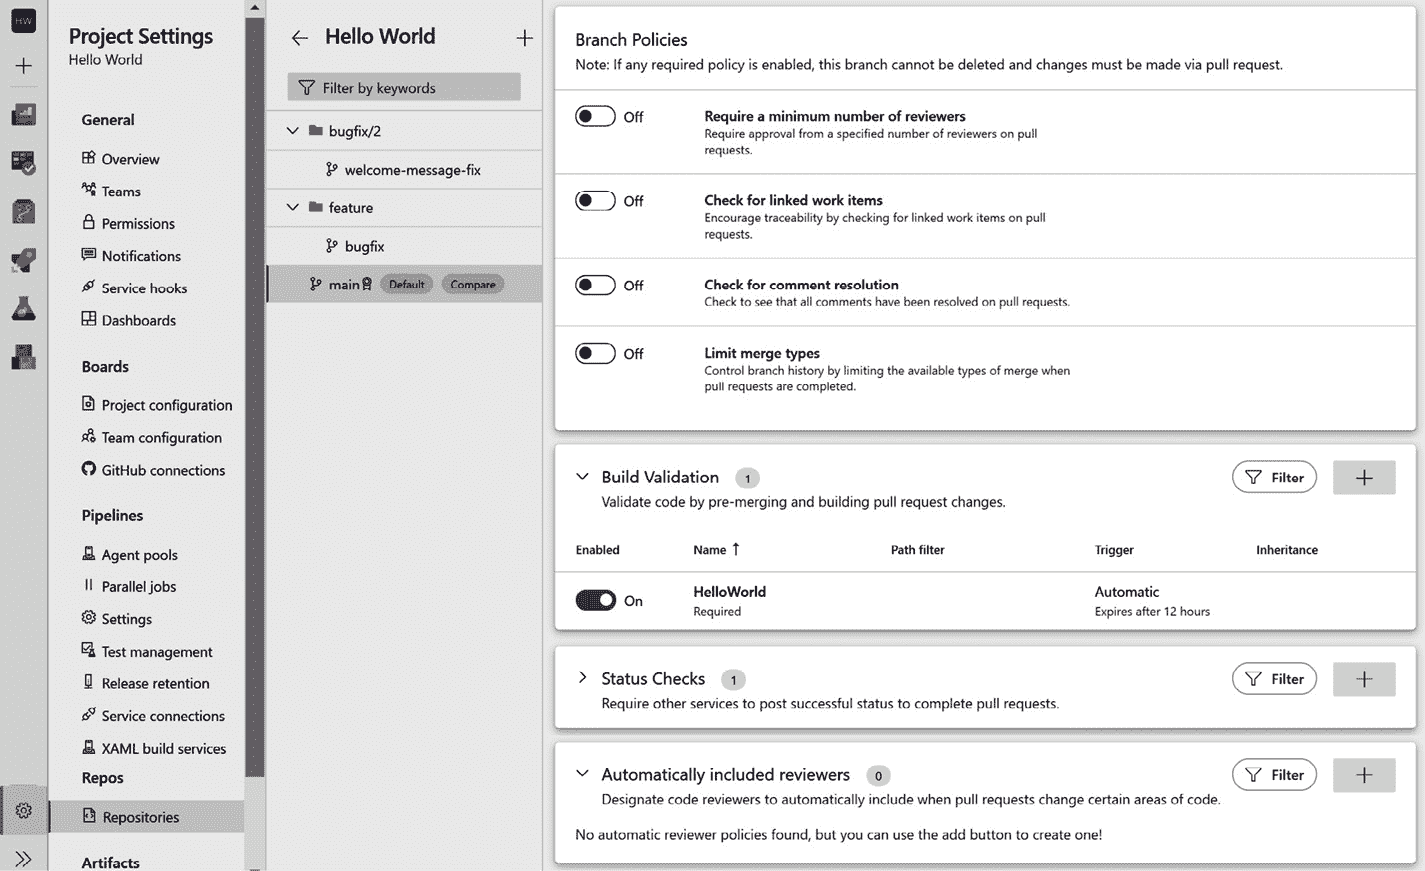 HW
Project Settings
Hello World
General
Overview
Teams
Permissions
Notifications
Service hooks
Dashboards
Boards
Project configuration
Team configuration
GitHub connections
Pipelines
Agent pools
Parallel jobs
Settings
Test management
Release retention
Service connections
XAML build services
Repos
Repositories
Artifacts
Hello World
Filter by keywords
bugfix/2
welcome-message-fix
feature
bugfix
main Default Compare
Branch Policies
Note: If any required policy is enabled, this branch cannot be deleted and changes must be made via pull request.
Off Require a minimum number of reviewers
Require approval from a specified number of reviewers on pull
requests.
Off Check for linked work items
Encourage traceability by checking for linked work items on pull
requests.
Off Check for comment resolution
Check to see that all comments have been resolved on pull requests.
Off Limit merge types
Control branch history by limiting the available types of merge when
pull requests are completed.
Build Validation 1 Filter
Validate code by pre-merging and building pull request changes.
Enabled Name ↑ Path filter Trigger Inheritance
On HelloWorld Automatic
Required Expires after 12 hours
Status Checks 1 Filter
Require other services to post successful status to complete pull requests.
Automatically included reviewers 0 Filter
Designate code reviewers to automatically include when pull requests change certain areas of code.
No automatic reviewer policies found, but you can use the add button to create one!